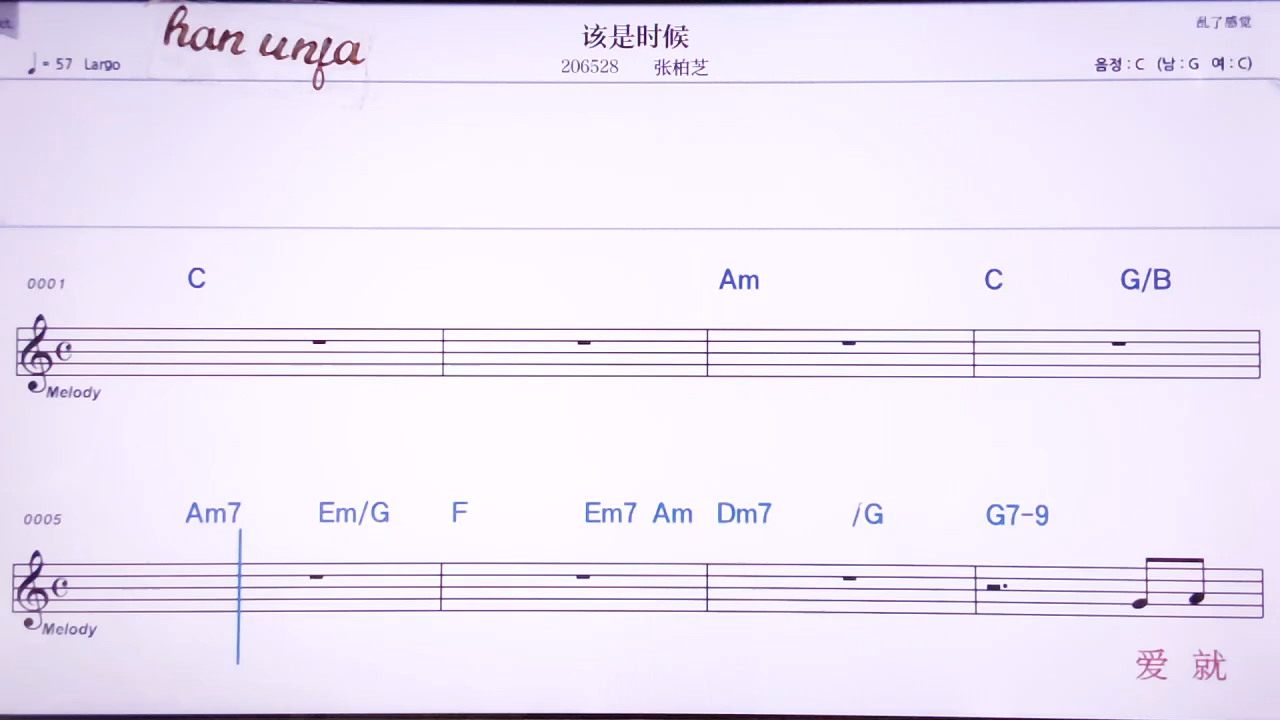 han unfa
该是时候
乱了感觉
♩= 57 Largo
206528 张柏芝
음정 : C (남 : G 여 : C)
0001 C Am C G/B
Melody
0005 Am7 Em/G F Em7 Am Dm7 /G G7-9
Melody
爱 就